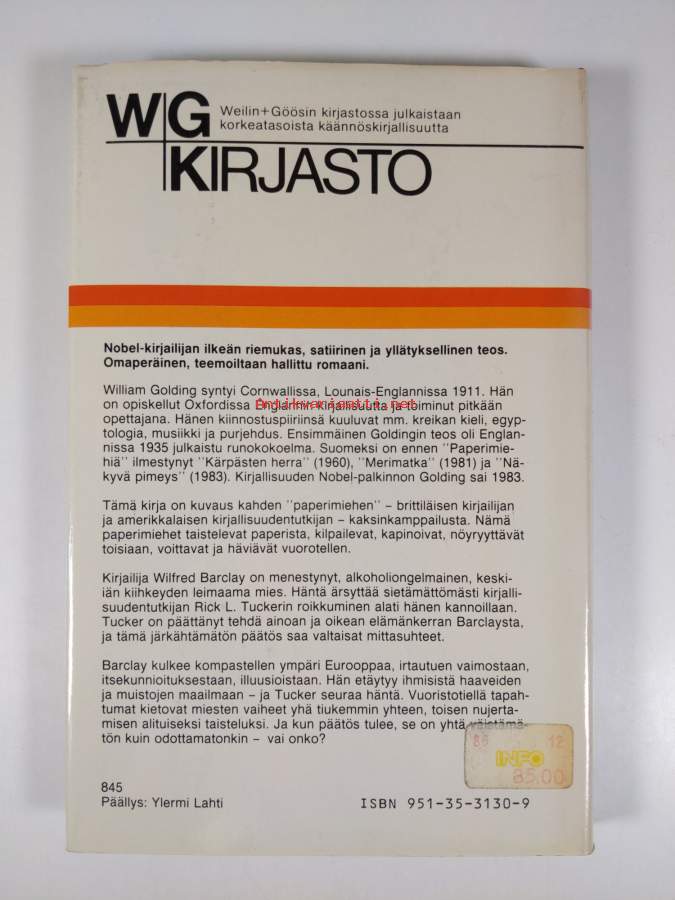 WG
Weilin+Göösin kirjastossa julkaistaan
korkeatasoista käännöskirjallisuutta
KIRJASTO
Nobel-kirjailijan ilkeän riemukas, satiirinen ja yllätyksellinen teos.
Omaperäinen, teemoiltaan hallittu romaani.
William Golding syntyi Cornwallissa, Lounais-Englannissa 1911. Hän
on opiskellut Oxfordissa Englannin kirjallisuutta ja toiminut pitkään
Antikvariaatti.net
opettajana. Hänen kiinnostuspiiriinsä kuuluvat mm. kreikan kieli, egyp-
tologia, musiikki ja purjehdus. Ensimmäinen Goldingin teos oli Englan-
nissa 1935 julkaistu runokokoelma. Suomeksi on ennen ''Paperimie-
hiä'' ilmestynyt ''Kärpästen herra'' (1960), ''Merimatka'' (1981) ja ''Nä-
kyvä pimeys'' (1983). Kirjallisuuden Nobel-palkinnon Golding sai 1983.
Tämä kirja on kuvaus kahden ''paperimiehen'' – brittiläisen kirjailijan
ja amerikkalaisen kirjallisuudentutkijan – kaksinkamppailusta. Nämä
paperimiehet taistelevat paperista, kilpailevat, kapinoivat, nöyryyttävät
toisiaan, voittavat ja häviävät vuorotellen.
Kirjailija Wilfred Barclay on menestynyt, alkoholiongelmainen, keski-
iän kiihkeyden leimaama mies. Häntä ärsyttää sietämättömästi kirjalli-
suudentutkijan Rick L. Tuckerin roikkuminen alati hänen kannoillaan.
Tucker on päättänyt tehdä ainoan ja oikean elämänkerran Barclaysta,
ja tämä järkähtämätön päätös saa valtaisat mittasuhteet.
Barclay kulkee kompastellen ympäri Eurooppaa, irtautuen vaimostaan,
itsekunnioituksestaan, illuusioistaan. Hän etäytyy ihmisistä haaveiden
ja muistojen maailmaan – ja Tucker seuraa häntä. Vuoristotiellä tapah-
tumat kietovat miesten vaiheet yhä tiukemmin yhteen, toisen nujerta-
misen alituiseksi taisteluksi. Ja kun päätös tulee, se on yhtä väistämä-
tön kuin odottamatonkin – vai onko?
86 12
INFO
85.00
845
Päällys: Ylermi Lahti
ISBN 951-35-3130-9